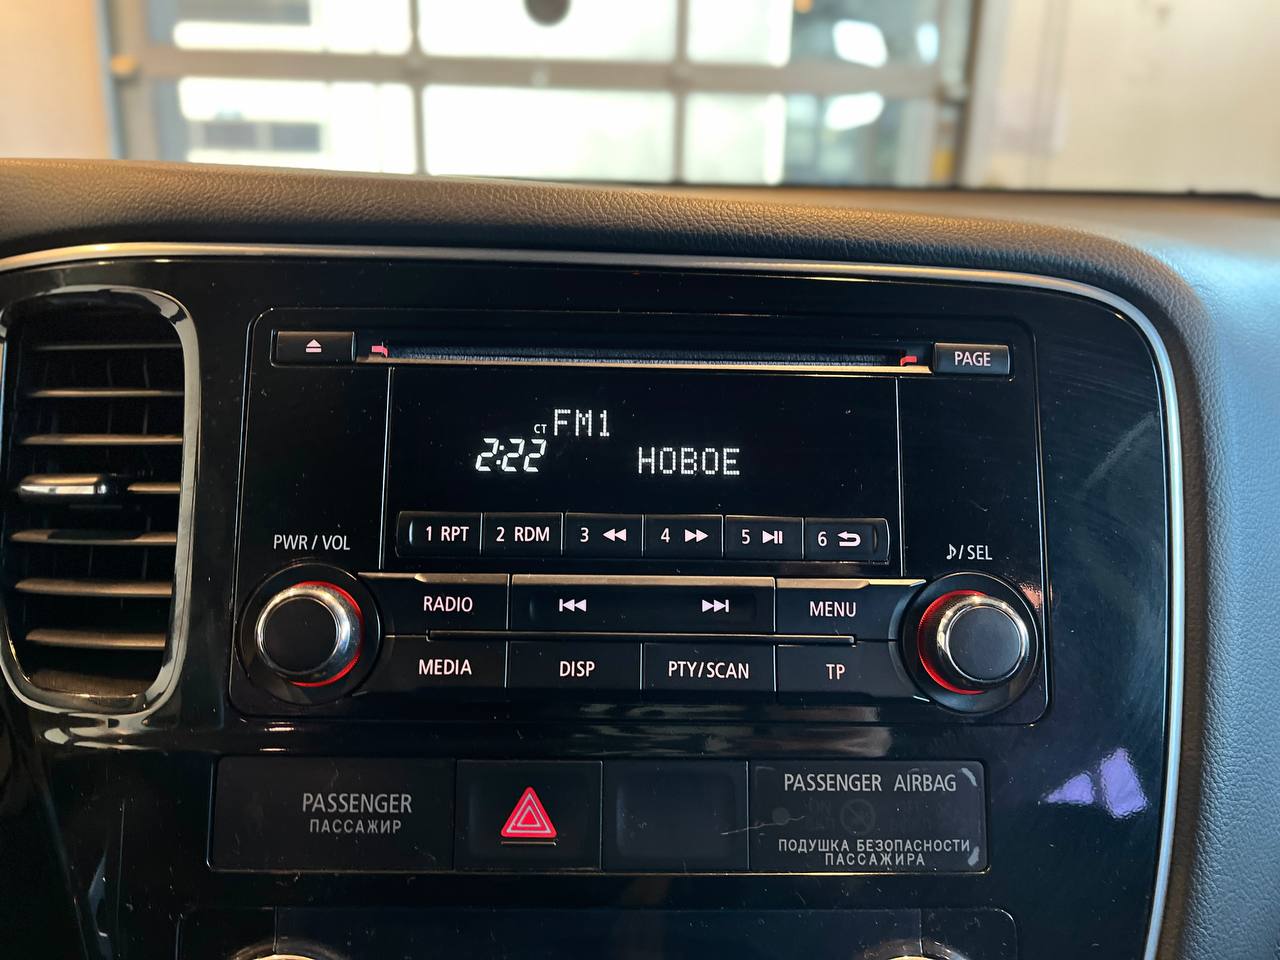 PAGE
CT FM1
2:22 НОВОЕ
1 RPT 2 RDM 3 4 5 6
PWR / VOL
♪/SEL
RADIO MENU
MEDIA DISP PTY/SCAN TP
PASSENGER
ПАССАЖИР
PASSENGER AIRBAG
ПОДУШКА БЕЗОПАСНОСТИ
ПАССАЖИРА